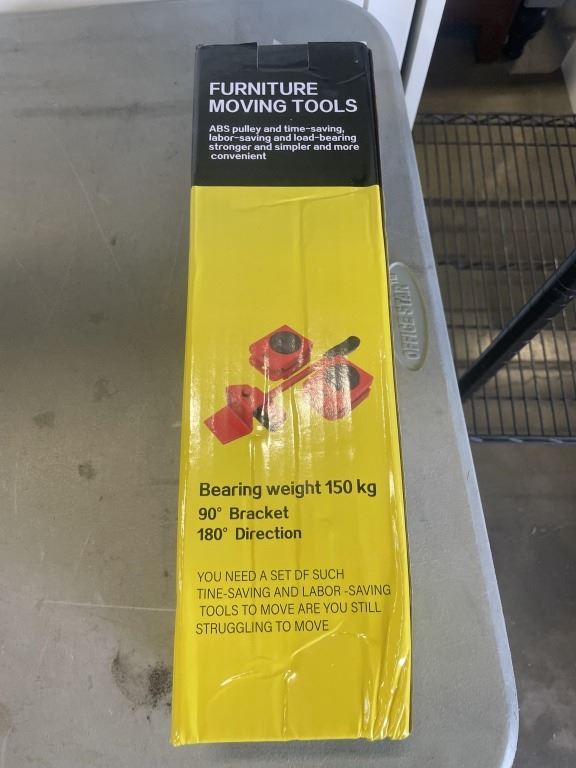 FURNITURE
MOVING TOOLS
ABS pulley and time-saving,
labor-saving and load-bearing
stronger and simpler and more
convenient
OFFICE STAR™
Bearing weight 150 kg
90° Bracket
180° Direction
YOU NEED A SET DF SUCH
TINE-SAVING AND LABOR -SAVING
TOOLS TO MOVE ARE YOU STILL
STRUGGLING TO MOVE